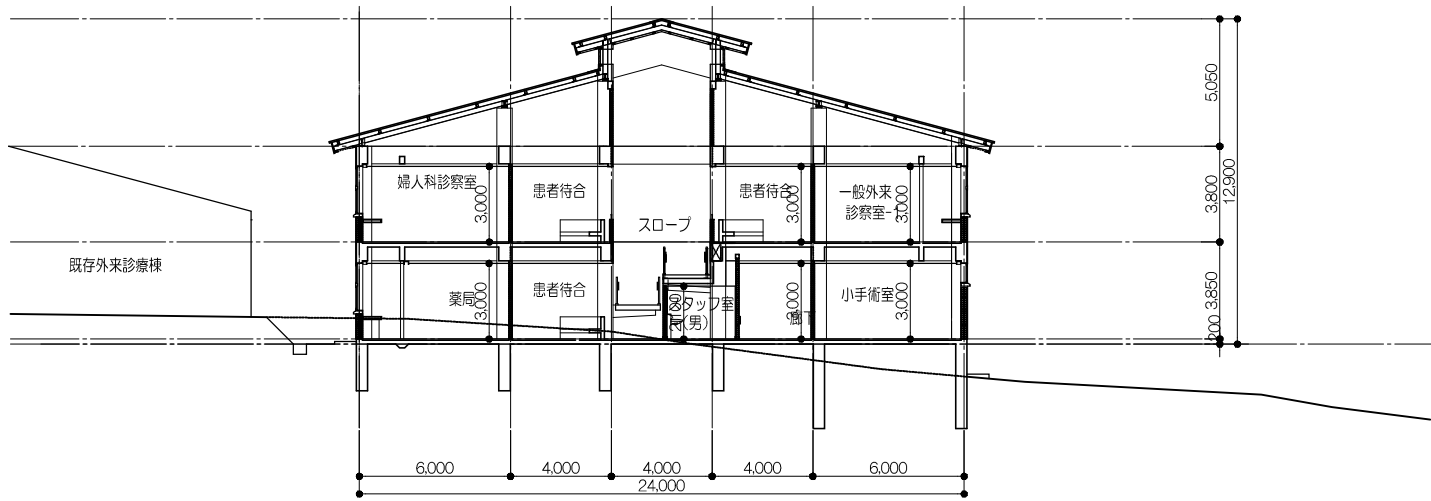 5,050
婦人科診察室
3,000
患者待合
患者待合
3,000
一般外来
診察室-1
3,000
3,800
12,900
スロープ
既存外来診療棟
薬局
3,000
患者待合
スタッフ室
(男)
3,000
廊下
小手術室
3,000
3,850
200
6,000
4,000
4,000
4,000
6,000
24,000